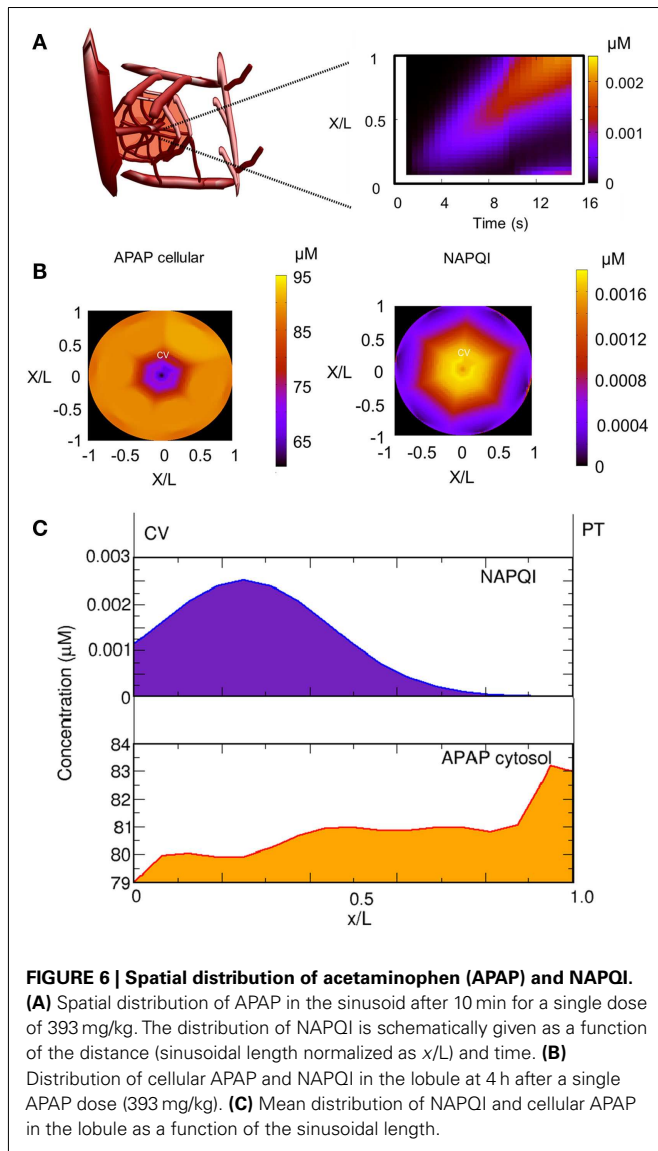 A
µM
1
0.5
0
X/L
0.002
0.001
0
0 4 8 12 16
Time (s)
B
APAP cellular
µM
NAPQI
µM
1
0.5
0
-0.5
-1
X/L
CV
-1 -0.5 0 0.5 1
X/L
95
85
75
65
1
0.5
0
-0.5
-1
X/L
CV
-1 -0.5 0 0.5 1
X/L
0.0016
0.0012
0.0008
0.0004
0
C
CV
PT
0.003
0.002
0.001
0
NAPQI
Concentration (µM)
84
83
82
81
80
79
APAP cytosol
0 0.5 1.0
x/L
FIGURE 6 | Spatial distribution of acetaminophen (APAP) and NAPQI.
(A) Spatial distribution of APAP in the sinusoid after 10 min for a single dose
of 393 mg/kg. The distribution of NAPQI is schematically given as a function
of the distance (sinusoidal length normalized as x/L) and time. (B)
Distribution of cellular APAP and NAPQI in the lobule at 4 h after a single
APAP dose (393 mg/kg). (C) Mean distribution of NAPQI and cellular APAP
in the lobule as a function of the sinusoidal length.